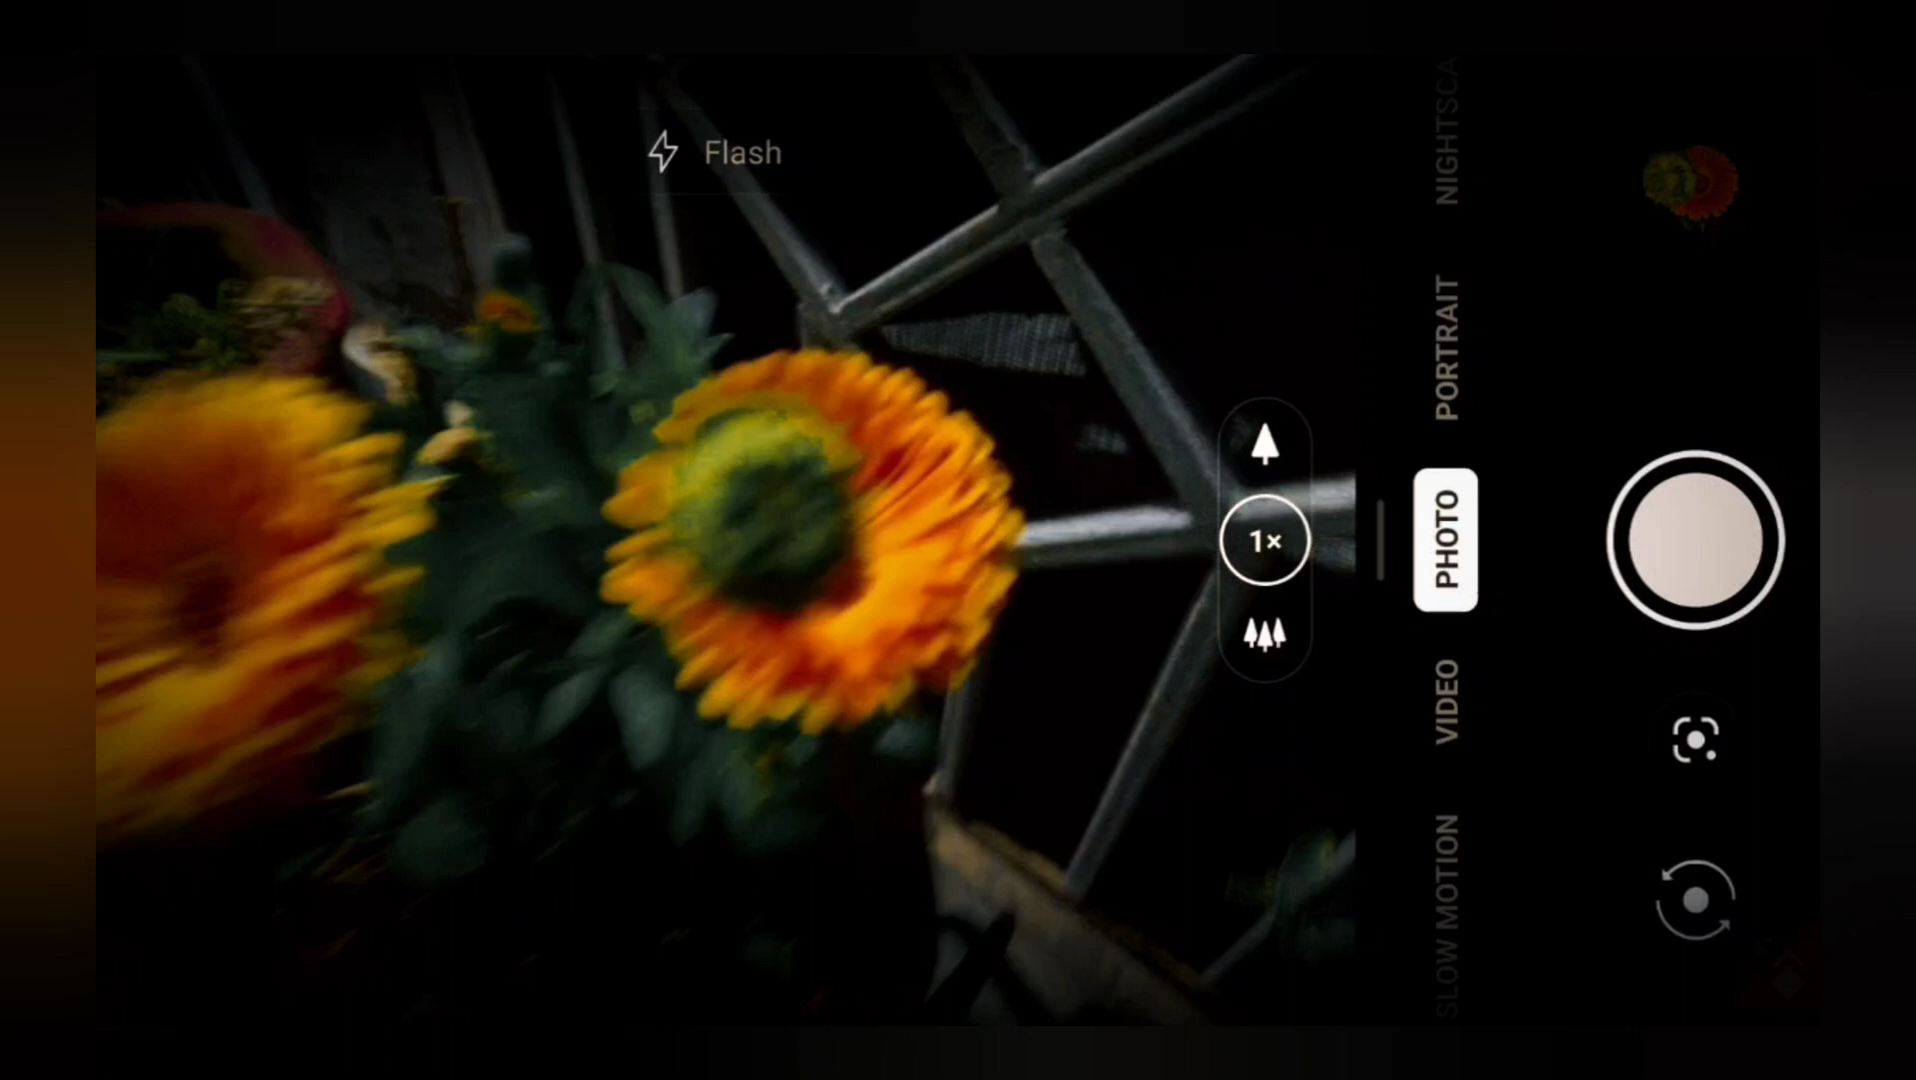 Flash
NIGHTSCA
PORTRAIT
1×
PHOTO
VIDEO
SLOW MOTION